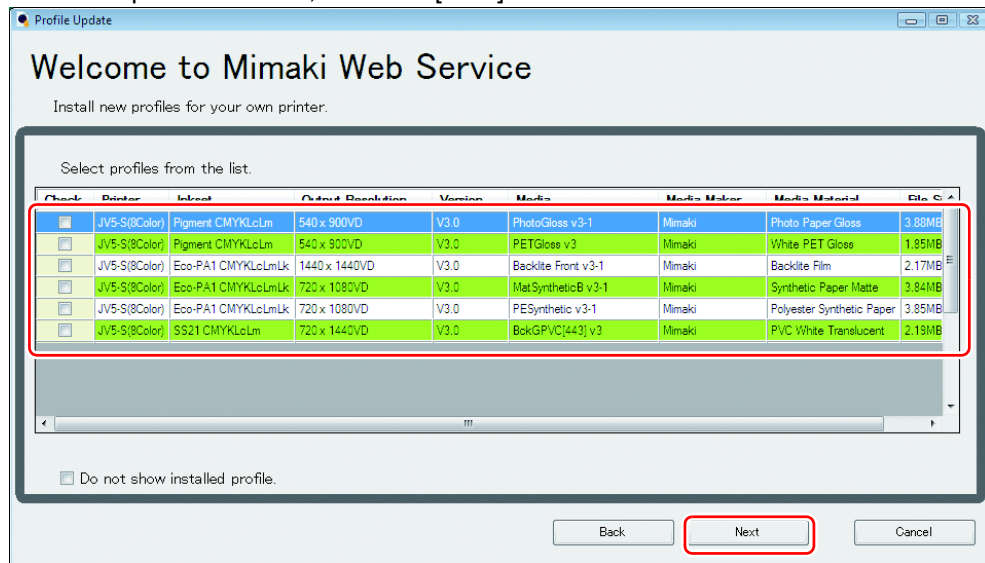 Profile Update
Welcome to Mimaki Web Service
Install new profiles for your own printer.
Select profiles from the list.
Check Printer Inkset Output Resolution Version Media Media Maker Media Material File
JV5-S(8Color) Pigment CMYKLcLm 540 x 900VD V3.0 PhotoGloss v3-1 Mimaki Photo Paper Gloss 3.88MB
JV5-S(8Color) Pigment CMYKLcLm 540 x 900VD V3.0 PETGloss v3 Mimaki White PET Gloss 1.85MB
JV5-S(8Color) Eco-PA1 CMYKLcLmLk 1440 x 1440VD V3.0 Backlite Front v3-1 Mimaki Backlite Film 2.17MB
JV5-S(8Color) Eco-PA1 CMYKLcLmLk 720 x 1080VD V3.0 MatSyntheticB v3-1 Mimaki Synthetic Paper Matte 3.84MB
JV5-S(8Color) Eco-PA1 CMYKLcLmLk 720 x 1080VD V3.0 PESynthetic v3-1 Mimaki Polyester Synthetic Paper 3.85MB
JV5-S(8Color) SS21 CMYKLcLm 720 x 1440VD V3.0 BckGPVC[443] v3 Mimaki PVC White Translucent 2.19MB
Do not show installed profile.
Back Next Cancel